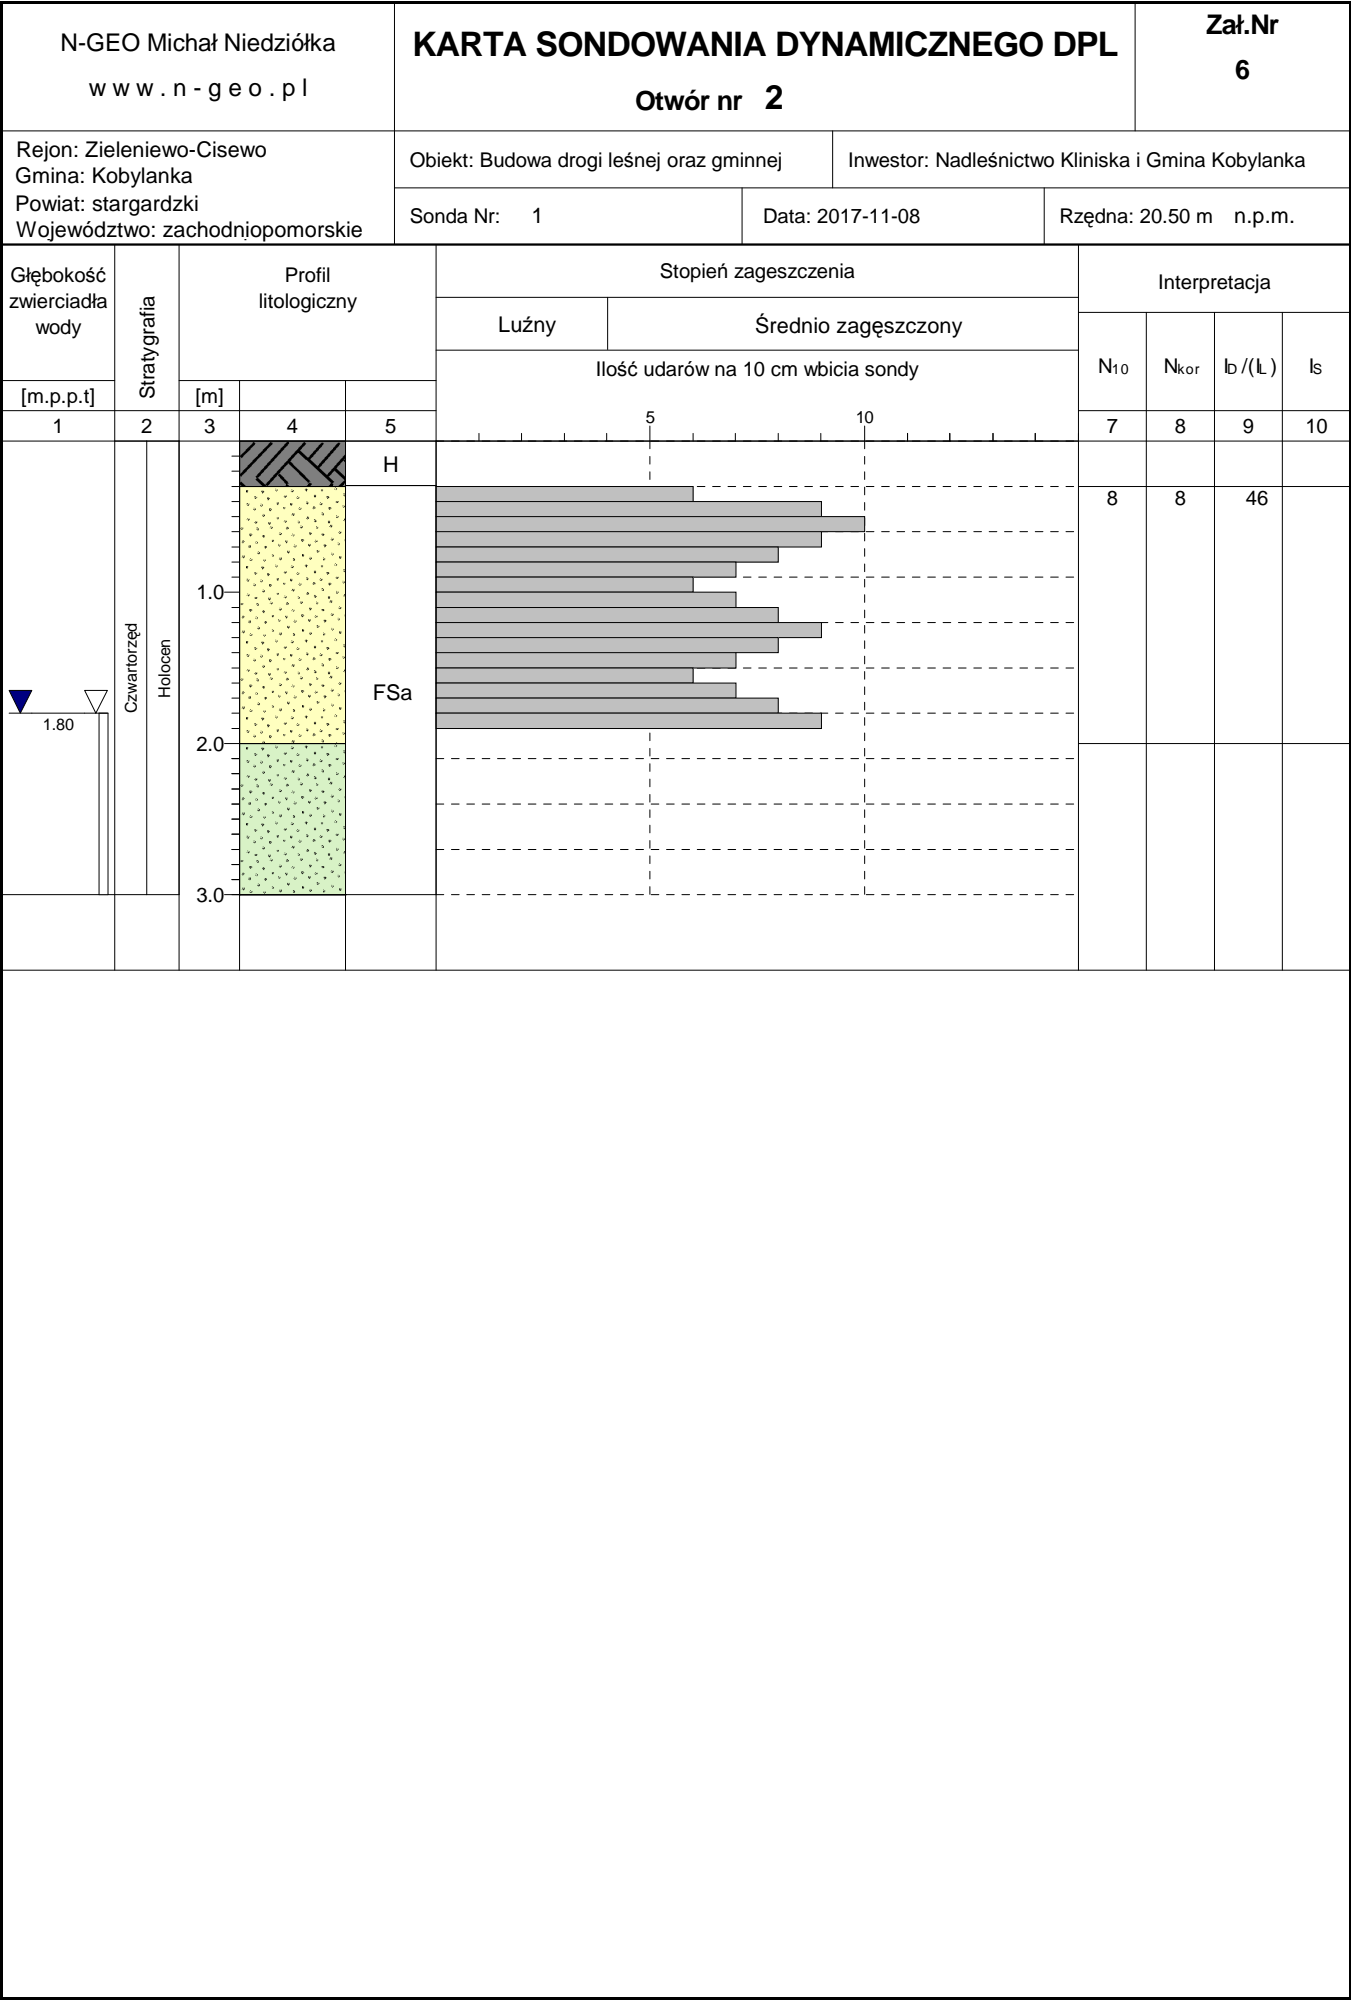 N-GEO Michał Niedziółka
www.n-geo.pl
KARTA SONDOWANIA DYNAMICZNEGO DPL
Otwór nr 2
Zał.Nr
6
Rejon: Zieleniewo-Cisewo
Gmina: Kobylanka
Powiat: stargardzki
Województwo: zachodniopomorskie
Obiekt: Budowa drogi leśnej oraz gminnej
Inwestor: Nadleśnictwo Kliniska i Gmina Kobylanka
Sonda Nr: 1
Data: 2017-11-08
Rzędna: 20.50 m n.p.m.
Głębokość
zwierciadła
wody
[m.p.p.t]
Stratygrafia
Profil
litologiczny
[m]
Stopień zageszczenia
Luźny
Średnio zagęszczony
Ilość udarów na 10 cm wbicia sondy
5 10
Interpretacja
N10 Nkor ID/(IL) IS
1 2 3 4 5 7 8 9 10
H
8 8 46
1.0
Czwartorzęd
Holocen
FSa
1.80
2.0
3.0